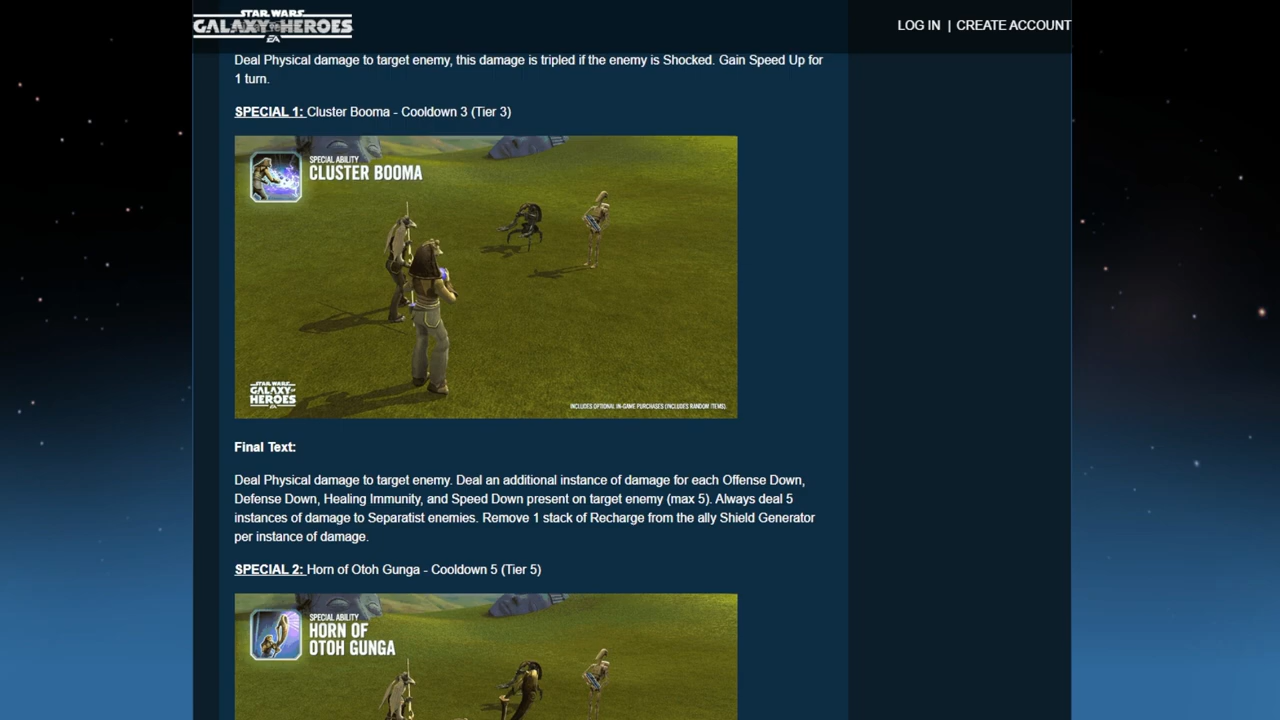 STAR WARS
GALAXY OF HEROES
EA
LOG IN | CREATE ACCOUNT
Deal Physical damage to target enemy, this damage is tripled if the enemy is Shocked. Gain Speed Up for
1 turn.
SPECIAL 1: Cluster Booma - Cooldown 3 (Tier 3)
SPECIAL ABILITY
CLUSTER BOOMA
STAR WARS
GALAXY OF
HEROES
EA
INCLUDES OPTIONAL IN-GAME PURCHASES (INCLUDES RANDOM ITEMS).
Final Text:
Deal Physical damage to target enemy. Deal an additional instance of damage for each Offense Down,
Defense Down, Healing Immunity, and Speed Down present on target enemy (max 5). Always deal 5
instances of damage to Separatist enemies. Remove 1 stack of Recharge from the ally Shield Generator
per instance of damage.
SPECIAL 2: Horn of Otoh Gunga - Cooldown 5 (Tier 5)
SPECIAL ABILITY
HORN OF
OTOH GUNGA